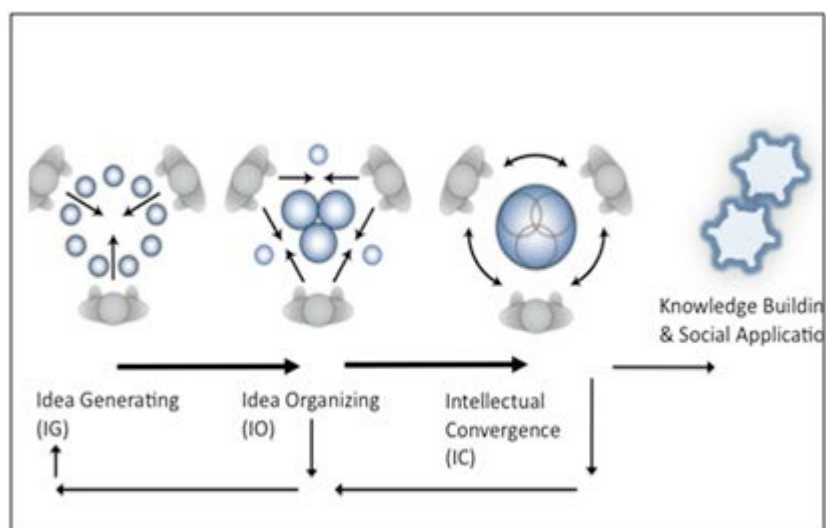 Knowledge Buildin
& Social Applicatio
Idea Generating
(IG)
Idea Organizing
(IO)
Intellectual
Convergence
(IC)